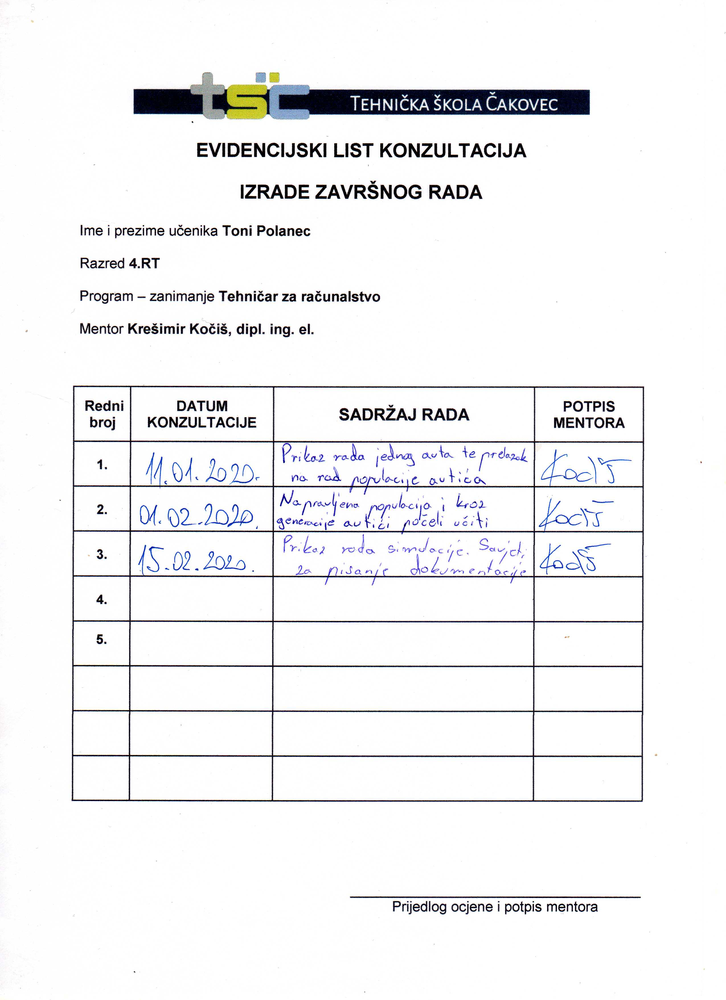 tsč TEHNIČKA ŠKOLA ČAKOVEC
EVIDENCIJSKI LIST KONZULTACIJA
IZRADE ZAVRŠNOG RADA
Ime i prezime učenika Toni Polanec
Razred 4.RT
Program – zanimanje Tehničar za računalstvo
Mentor Krešimir Kočiš, dipl. ing. el.
Redni broj
DATUM KONZULTACIJE
SADRŽAJ RADA
POTPIS MENTORA
1.
11.01.2020.
Prikaz rada jednog auta te prelazak
na rad populacije autića
Kočiš
2.
01.02.2020.
Napravljena populacija i kroz
generacije autići počeli učiti
Kočiš
3.
15.02.2020.
Prikaz rada simulacije. Savjeti
za pisanje dokumentacije
Kočiš
4.
5.
Prijedlog ocjene i potpis mentora